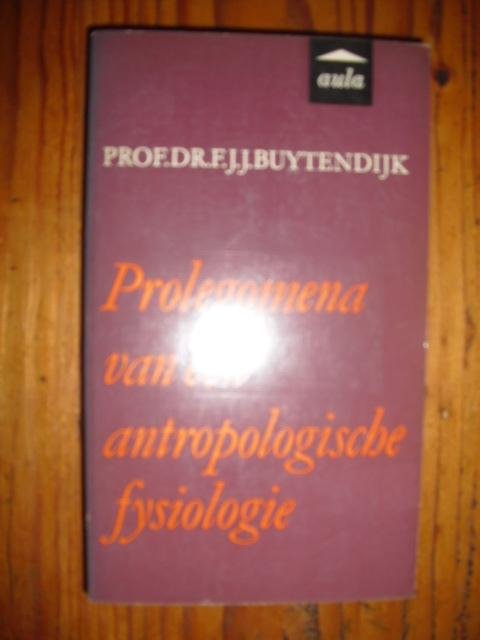 aula
PROF.DR.F.J.J.BUYTENDIJK
Prolegomena
van
antropologische
fysiologie